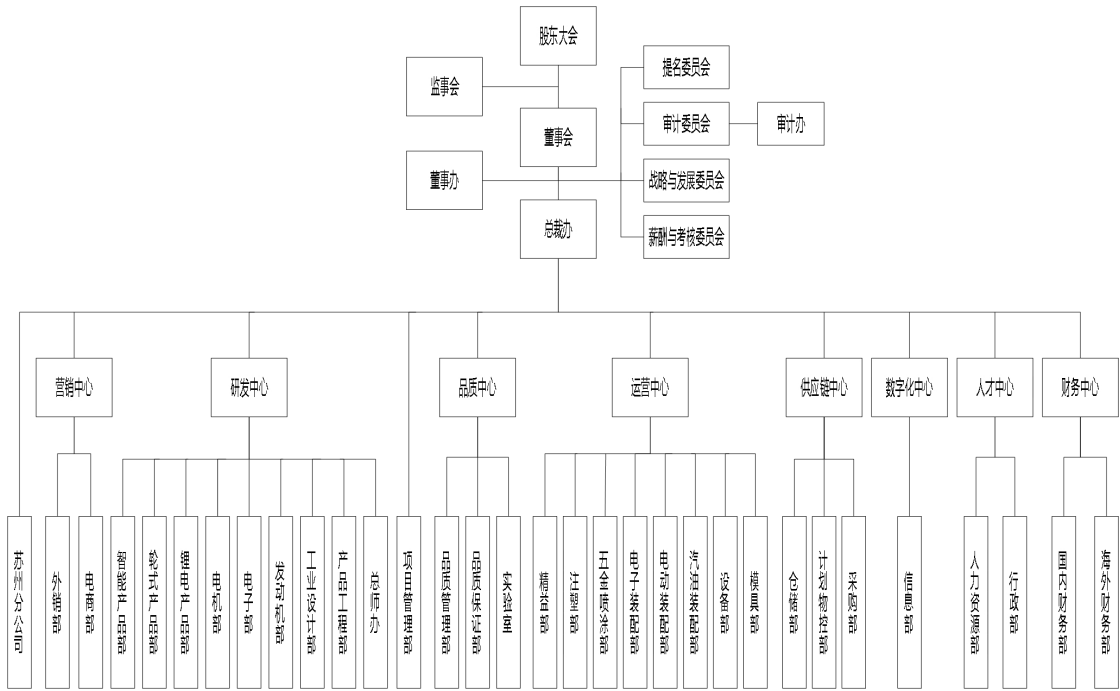 股东大会
监事会
提名委员会
审计委员会
审计办
董事会
董事办
战略与发展委员会
总裁办
薪酬与考核委员会
营销中心
研发中心
品质中心
运营中心
供应链中心
数字化中心
人才中心
财务中心
苏州分公司
外销部
电商部
智能产品部
轮式产品部
锂电产品部
电机部
电子部
发动机部
工业设计部
产品工程部
总师办
项目管理部
品质管理部
品质保证部
实验室
精益部
注塑部
五金喷涂部
电子装配部
电动装配部
汽油装配部
设备部
模具部
仓储部
计划物控部
采购部
信息部
人力资源部
行政部
国内财务部
海外财务部